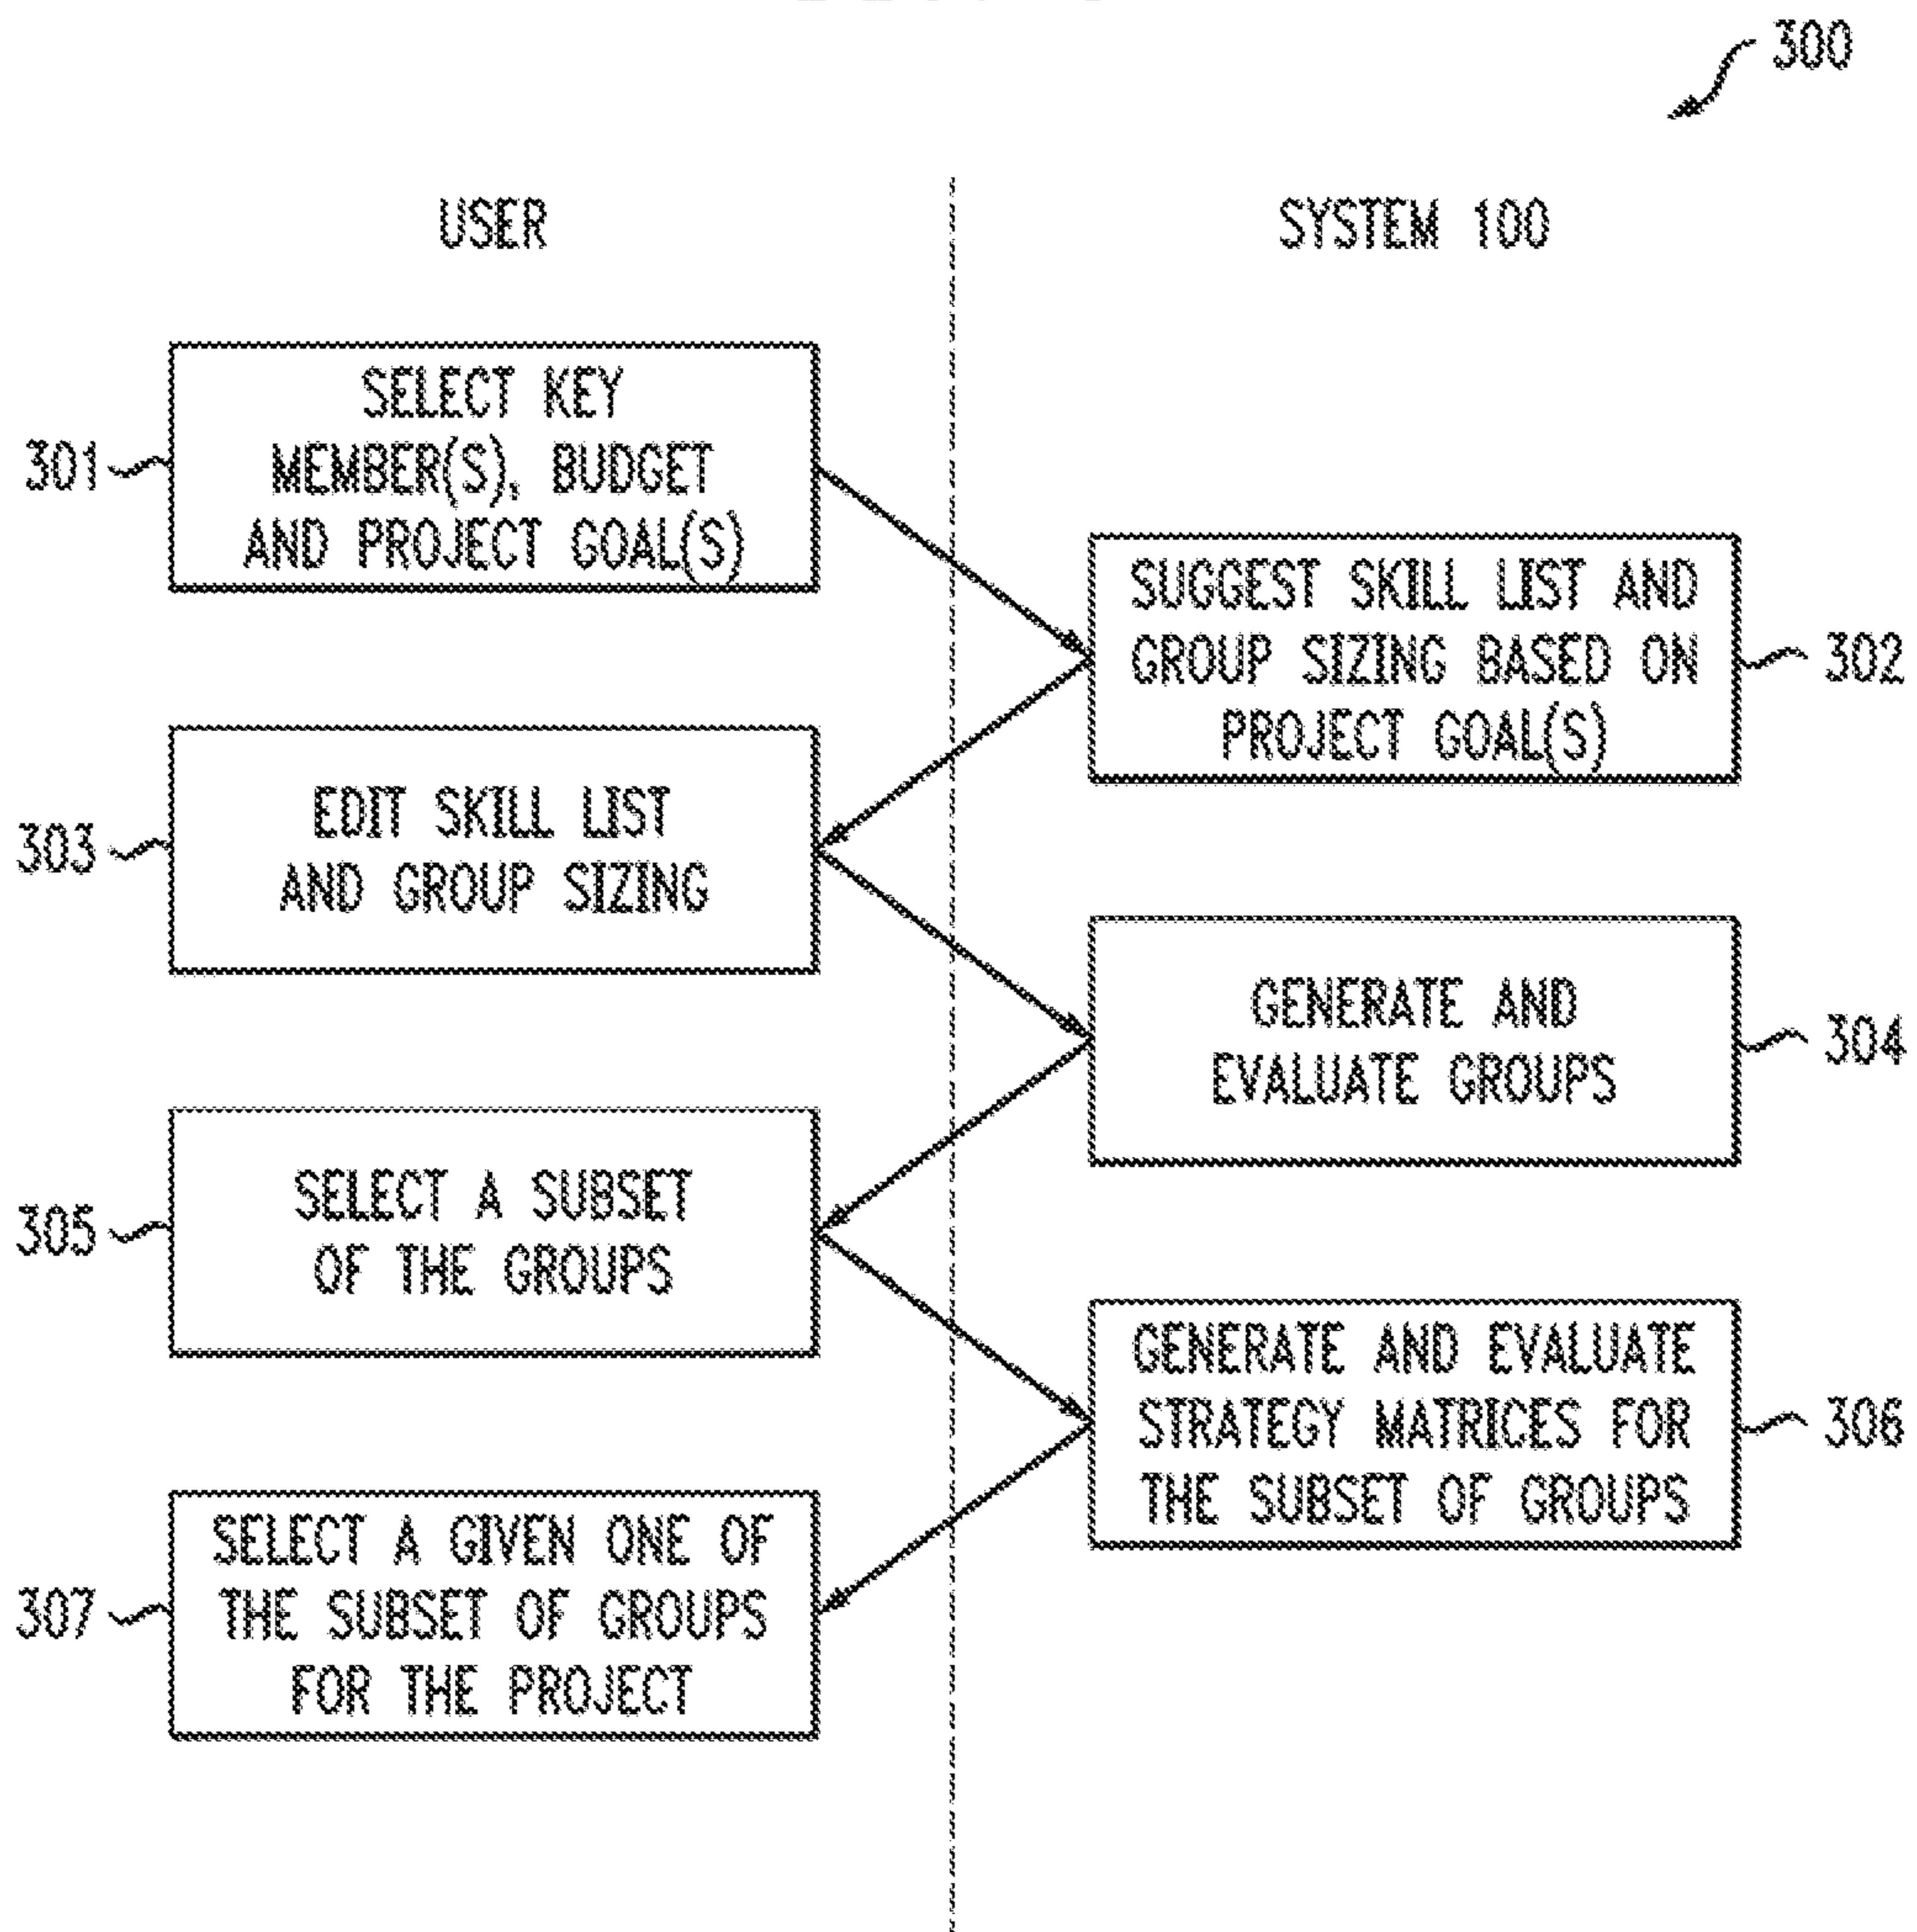 300
USER
SYSTEM 100
301
SELECT KEY
MEMBER(S), BUDGET
AND PROJECT GOAL(S)
SUGGEST SKILL LIST AND
GROUP SIZING BASED ON
PROJECT GOAL(S)
302
303
EDIT SKILL LIST
AND GROUP SIZING
GENERATE AND
EVALUATE GROUPS
304
305
SELECT A SUBSET
OF THE GROUPS
GENERATE AND EVALUATE
STRATEGY MATRICES FOR
THE SUBSET OF GROUPS
306
307
SELECT A GIVEN ONE OF
THE SUBSET OF GROUPS
FOR THE PROJECT